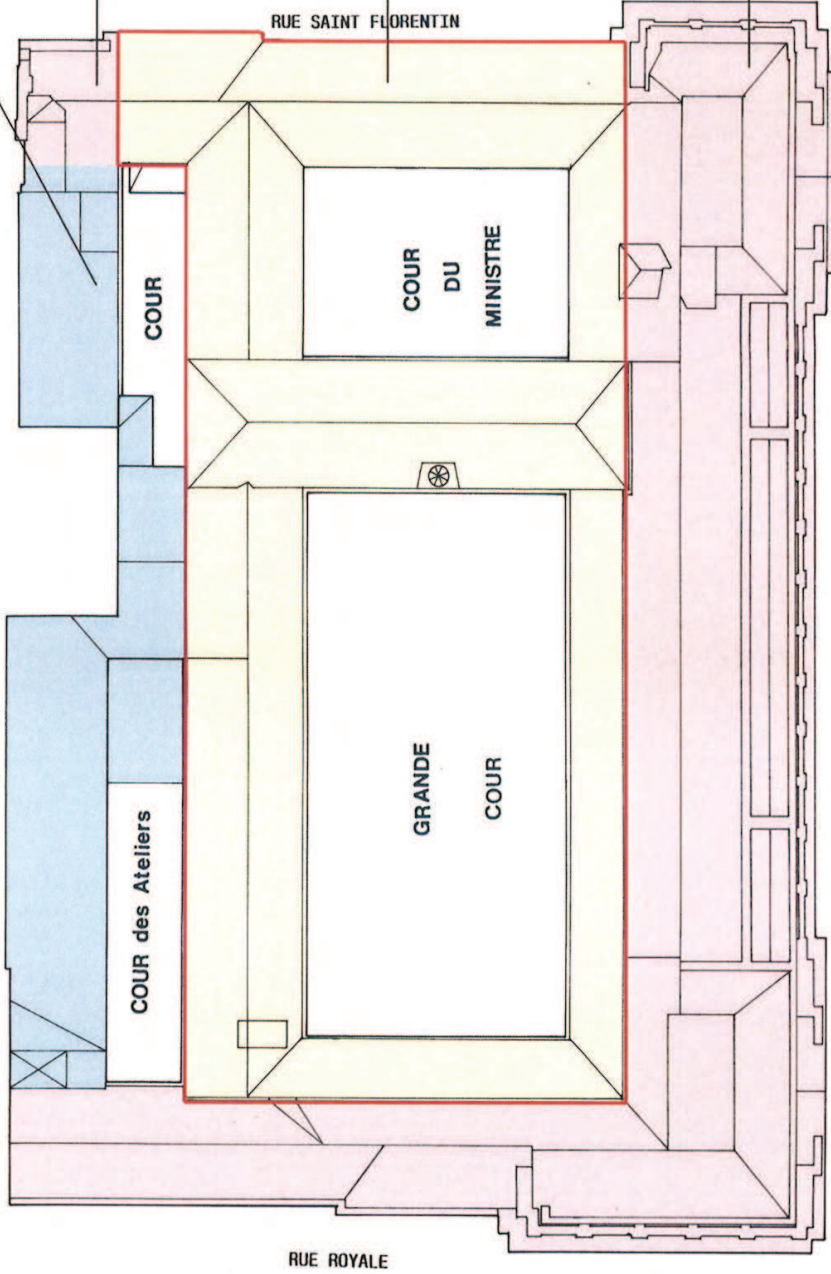 RUE SAINT FLORENTIN
COUR
COUR
DU
MINISTRE
GRANDE
COUR
COUR des Ateliers
RUE ROYALE